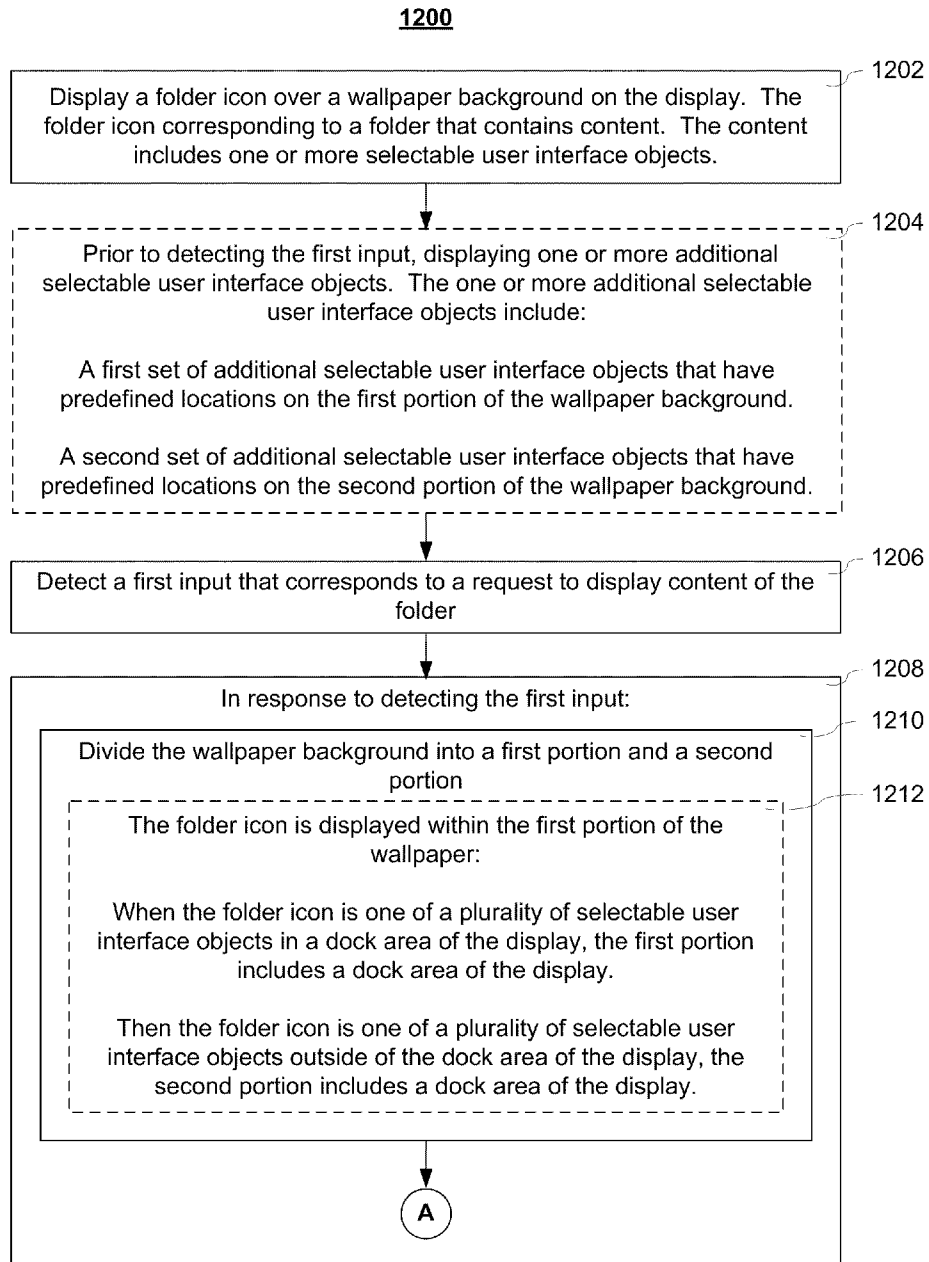 1200
1202
Display a folder icon over a wallpaper background on the display. The
folder icon corresponding to a folder that contains content. The content
includes one or more selectable user interface objects.
1204
Prior to detecting the first input, displaying one or more additional
selectable user interface objects. The one or more additional selectable
user interface objects include:
A first set of additional selectable user interface objects that have
predefined locations on the first portion of the wallpaper background.
A second set of additional selectable user interface objects that have
predefined locations on the second portion of the wallpaper background.
1206
Detect a first input that corresponds to a request to display content of the
folder
1208
In response to detecting the first input:
1210
Divide the wallpaper background into a first portion and a second
portion
1212
The folder icon is displayed within the first portion of the
wallpaper:
When the folder icon is one of a plurality of selectable user
interface objects in a dock area of the display, the first portion
includes a dock area of the display.
Then the folder icon is one of a plurality of selectable user
interface objects outside of the dock area of the display, the
second portion includes a dock area of the display.
A